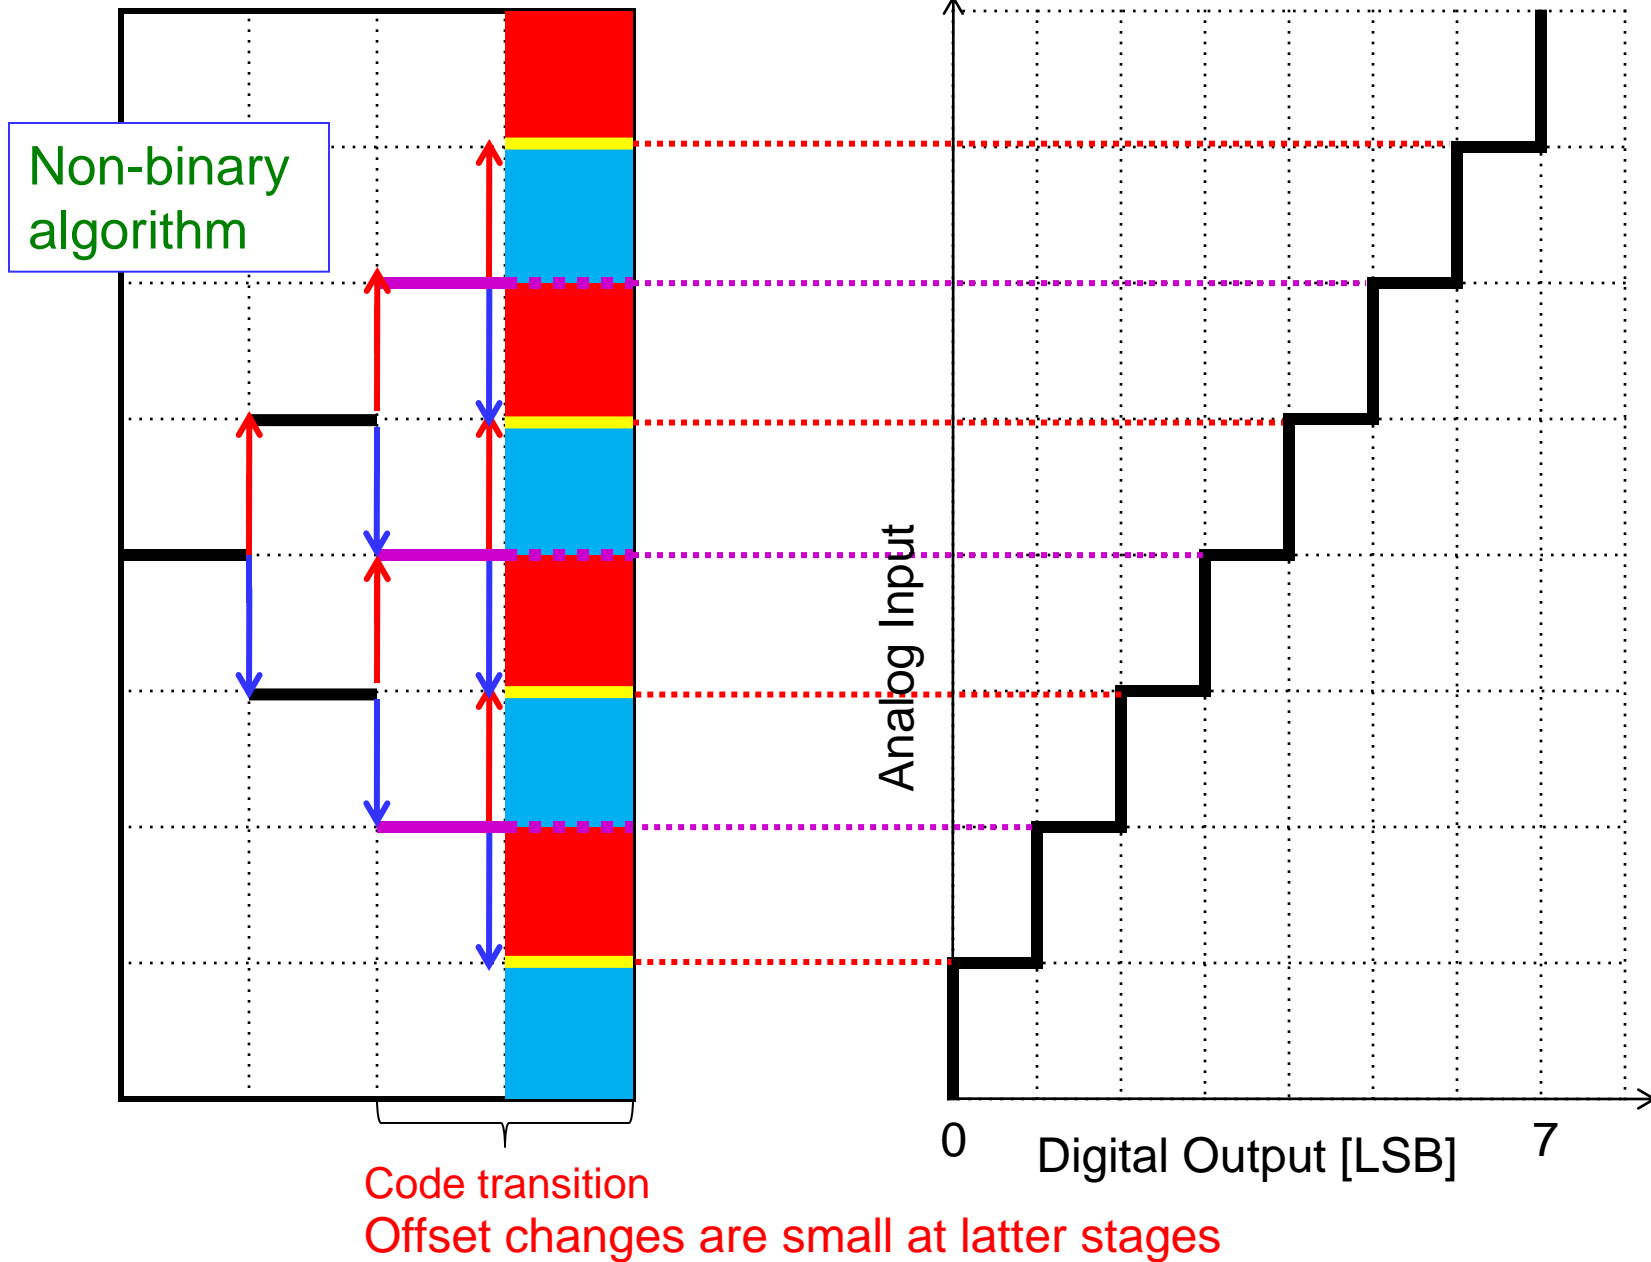 Non-binary
algorithm
Analog Input
0
7
Digital Output [LSB]
Code transition
Offset changes are small at latter stages